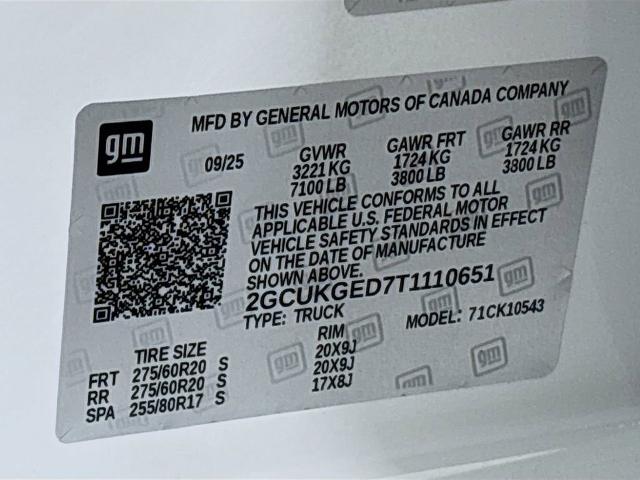 MFD BY GENERAL MOTORS OF CANADA COMPANY
gm
09/25
GVWR GAWR FRT GAWR RR
3221 KG 1724 KG 1724 KG
7100 LB 3800 LB 3800 LB
THIS VEHICLE CONFORMS TO ALL
APPLICABLE U.S. FEDERAL MOTOR
VEHICLE SAFETY STANDARDS IN EFFECT
ON THE DATE OF MANUFACTURE
SHOWN ABOVE.
2GCUKGED7T1110651
TYPE: TRUCK MODEL: 71CK10543
TIRE SIZE RIM
FRT 275/60R20 S 20X9J
RR 275/60R20 S 20X9J
SPA 255/80R17 S 17X8J